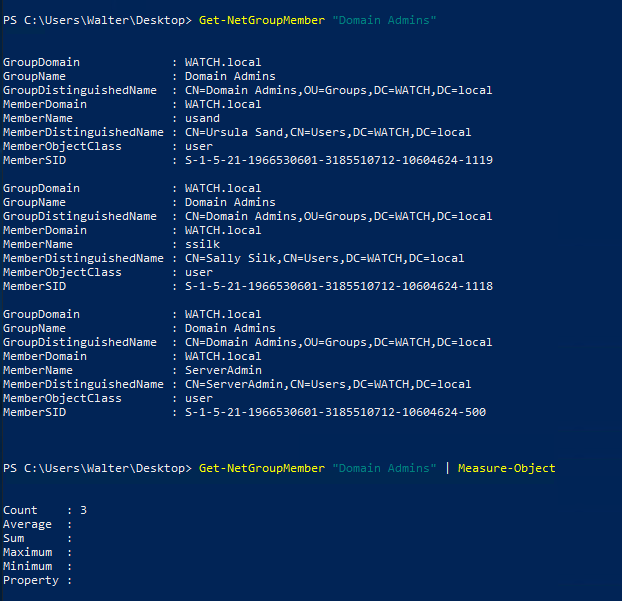 PS C:\Users\Walter\Desktop> Get-NetGroupMember "Domain Admins"
GroupDomain : WATCH.local
GroupName : Domain Admins
GroupDistinguishedName : CN=Domain Admins,OU=Groups,DC=WATCH,DC=local
MemberDomain : WATCH.local
MemberName : usand
MemberDistinguishedName : CN=Ursula Sand,CN=Users,DC=WATCH,DC=local
MemberObjectClass : user
MemberSID : S-1-5-21-1966530601-3185510712-10604624-1119
GroupDomain : WATCH.local
GroupName : Domain Admins
GroupDistinguishedName : CN=Domain Admins,OU=Groups,DC=WATCH,DC=local
MemberDomain : WATCH.local
MemberName : ssilk
MemberDistinguishedName : CN=Sally Silk,CN=Users,DC=WATCH,DC=local
MemberObjectClass : user
MemberSID : S-1-5-21-1966530601-3185510712-10604624-1118
GroupDomain : WATCH.local
GroupName : Domain Admins
GroupDistinguishedName : CN=Domain Admins,OU=Groups,DC=WATCH,DC=local
MemberDomain : WATCH.local
MemberName : ServerAdmin
MemberDistinguishedName : CN=ServerAdmin,CN=Users,DC=WATCH,DC=local
MemberObjectClass : user
MemberSID : S-1-5-21-1966530601-3185510712-10604624-500
PS C:\Users\Walter\Desktop> Get-NetGroupMember "Domain Admins" | Measure-Object
Count : 3
Average :
Sum :
Maximum :
Minimum :
Property :